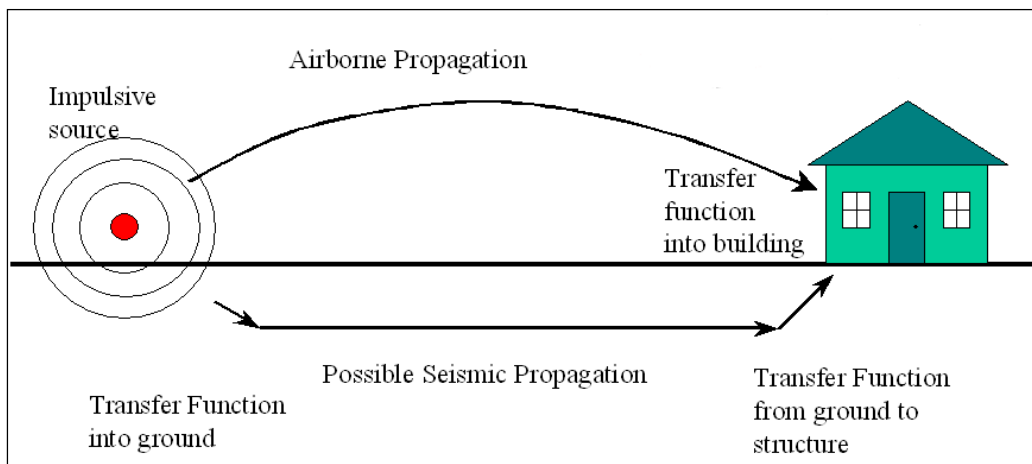 Airborne Propagation
Impulsive
source
Transfer
function
into building
Possible Seismic Propagation
Transfer Function
into ground
Transfer Function
from ground to
structure